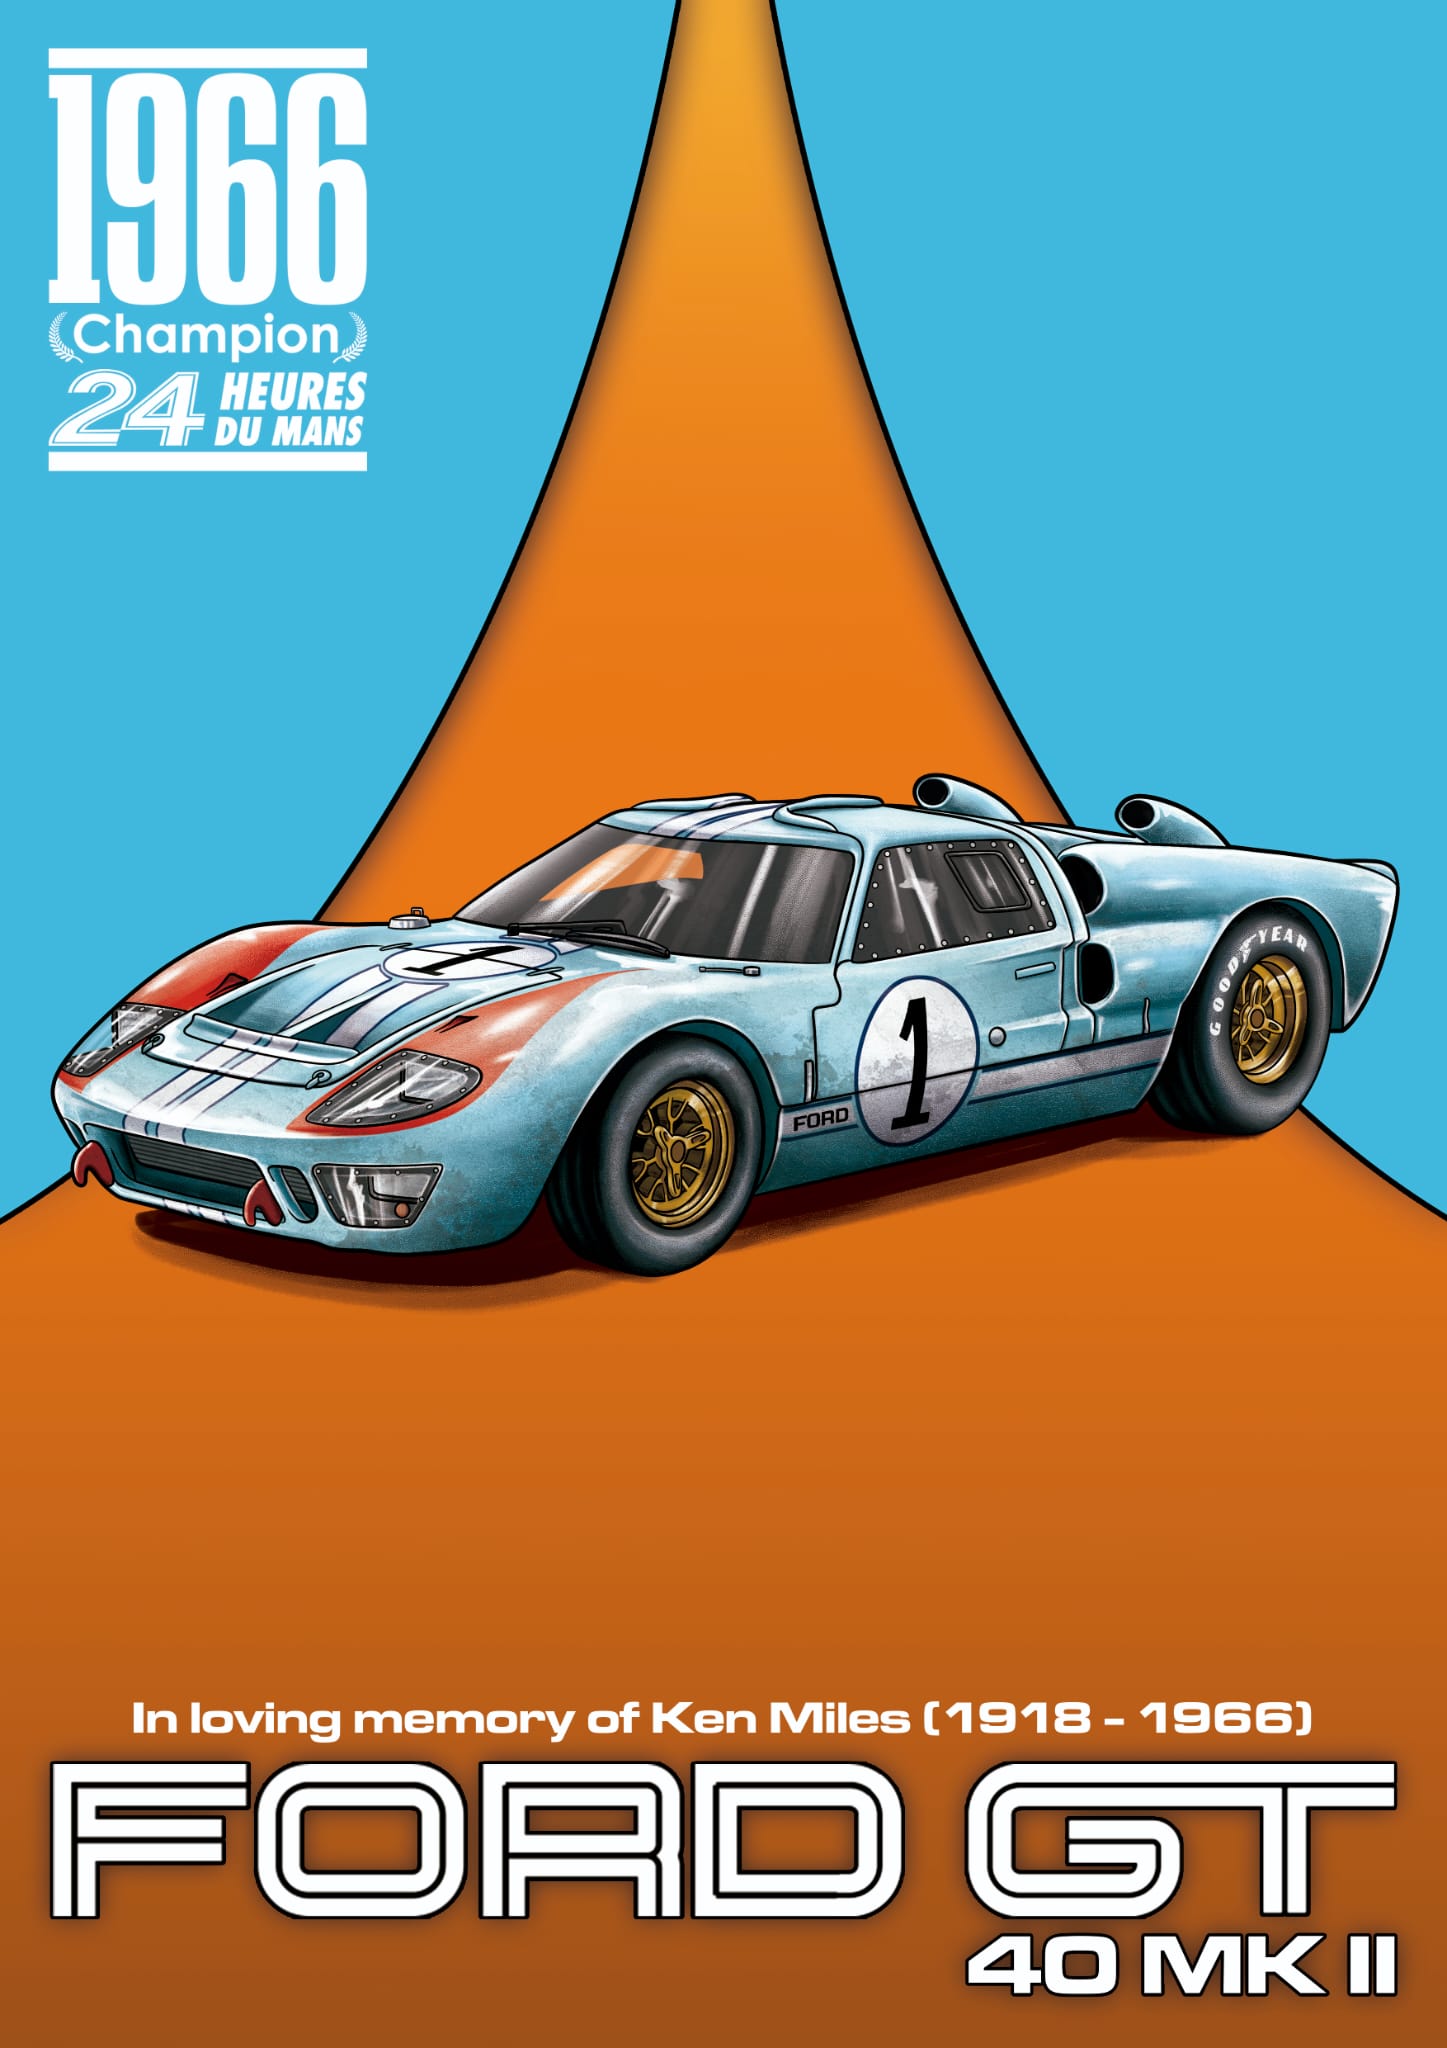 1966
Champion
24 HEURES
DU MANS
1
1
FORD
GOODYEAR
In loving memory of Ken Miles (1918 - 1966)
FORD GT
40 MK II